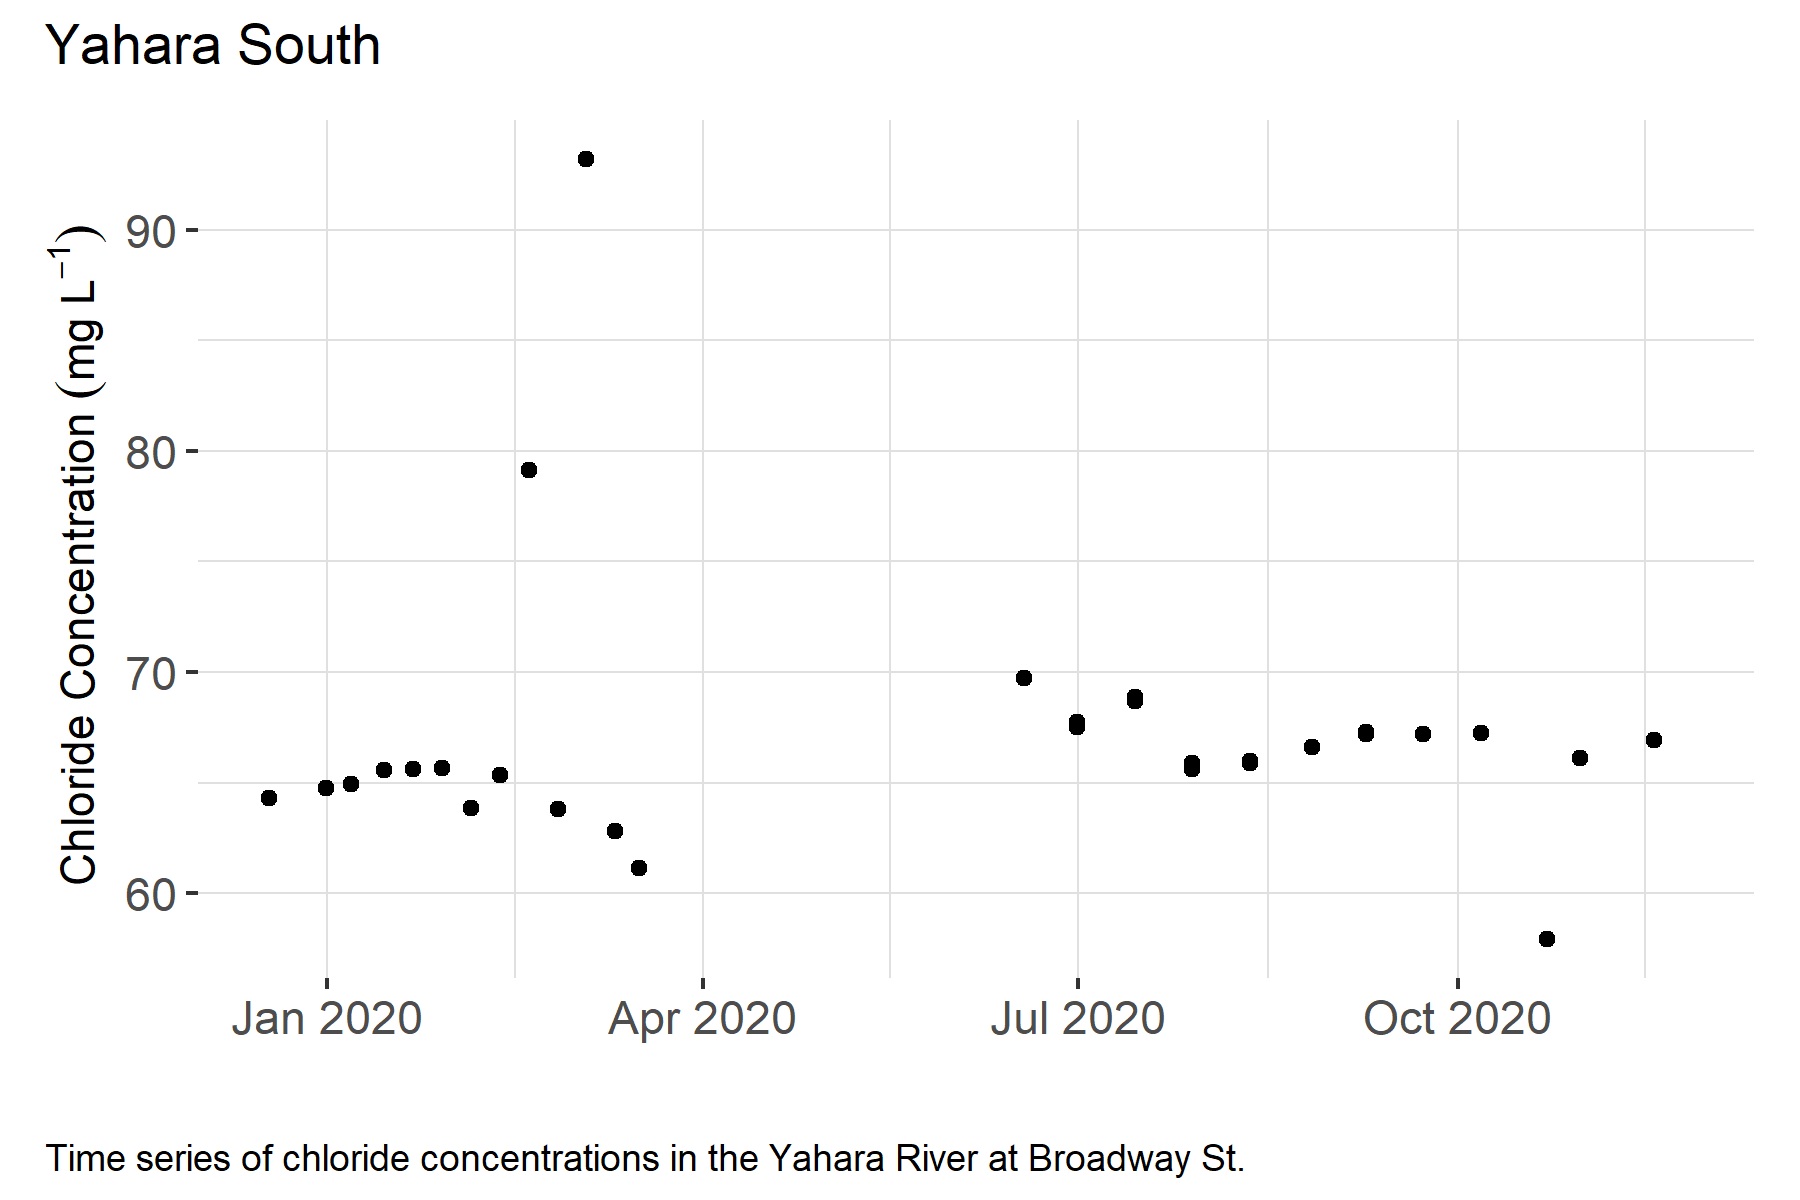 Yahara South
Chloride Concentration (mg L⁻¹)
90
80
70
60
Jan 2020 Apr 2020 Jul 2020 Oct 2020
Time series of chloride concentrations in the Yahara River at Broadway St.